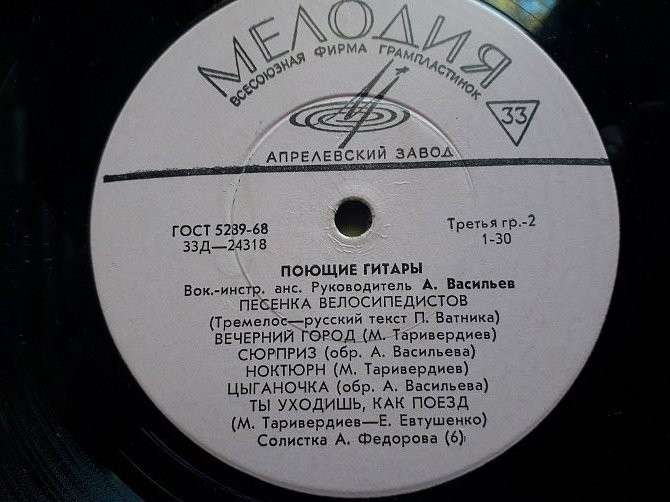 МЕЛОДИЯ
ВСЕСОЮЗНАЯ ФИРМА ГРАМПЛАСТИНОК
33
АПРЕЛЕВСКИЙ ЗАВОД
ГОСТ 5289-68 Третья гр.-2
33Д—24318 1-30
ПОЮЩИЕ ГИТАРЫ
Вок.-инстр. анс. Руководитель А. Васильев
ПЕСЕНКА ВЕЛОСИПЕДИСТОВ
(Тремелос—русский текст П. Ватника)
ВЕЧЕРНИЙ ГОРОД (М. Таривердиев)
СЮРПРИЗ (обр. А. Васильева)
НОКТЮРН (М. Таривердиев)
ЦЫГАНОЧКА (обр. А. Васильева)
ТЫ УХОДИШЬ, КАК ПОЕЗД
(М. Таривердиев—Е. Евтушенко)
Солистка А. Федорова (6)